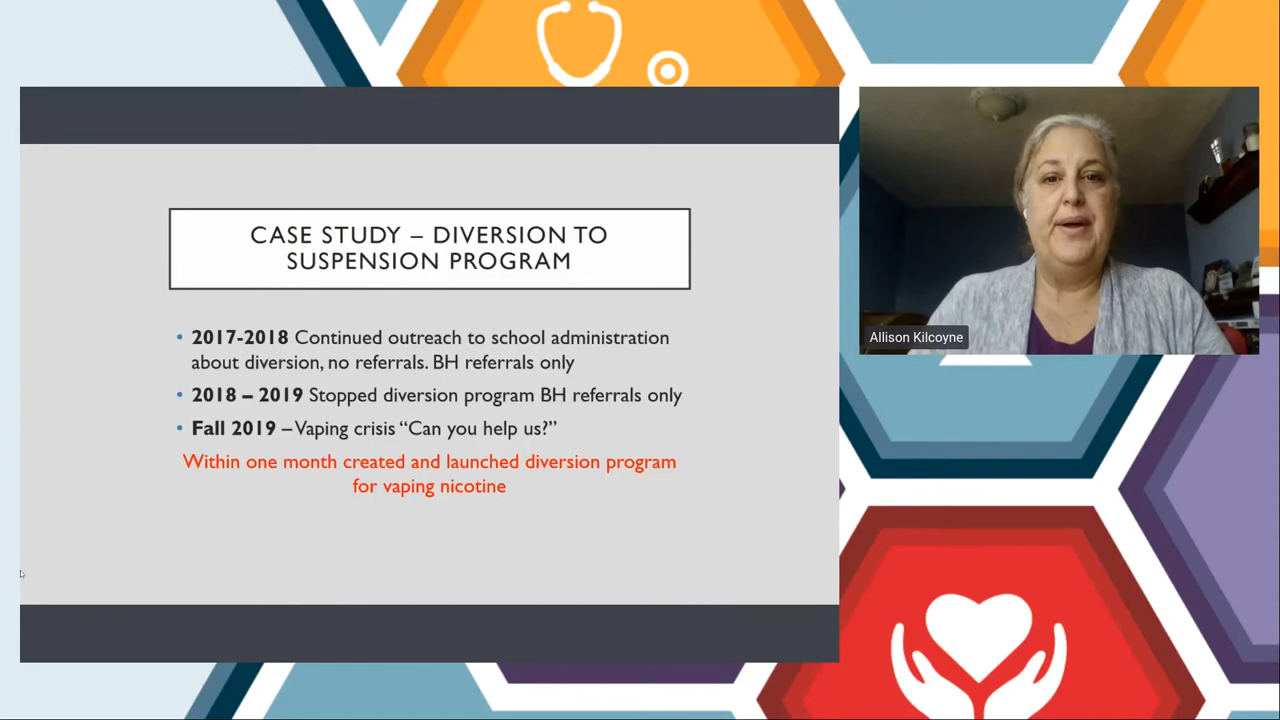 CASE STUDY – DIVERSION TO
SUSPENSION PROGRAM
• 2017-2018 Continued outreach to school administration
about diversion, no referrals. BH referrals only
• 2018 – 2019 Stopped diversion program BH referrals only
• Fall 2019 – Vaping crisis “Can you help us?”
Within one month created and launched diversion program
for vaping nicotine
Allison Kilcoyne